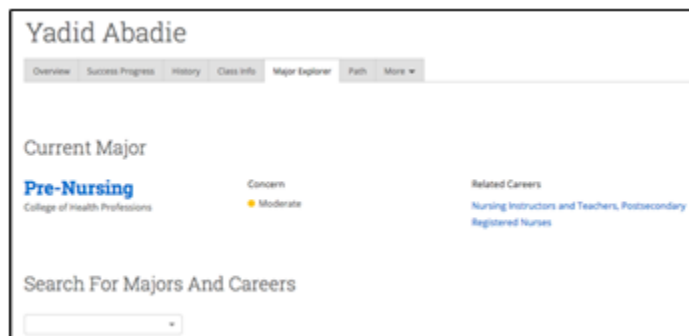 Yadid Abadie
Overview Success Progress History Class Info Major Explorer Path More
Current Major
Pre-Nursing Concern Related Careers
College of Health Professions Moderate Nursing Instructors and Teachers, Postsecondary
Registered Nurses
Search For Majors And Careers